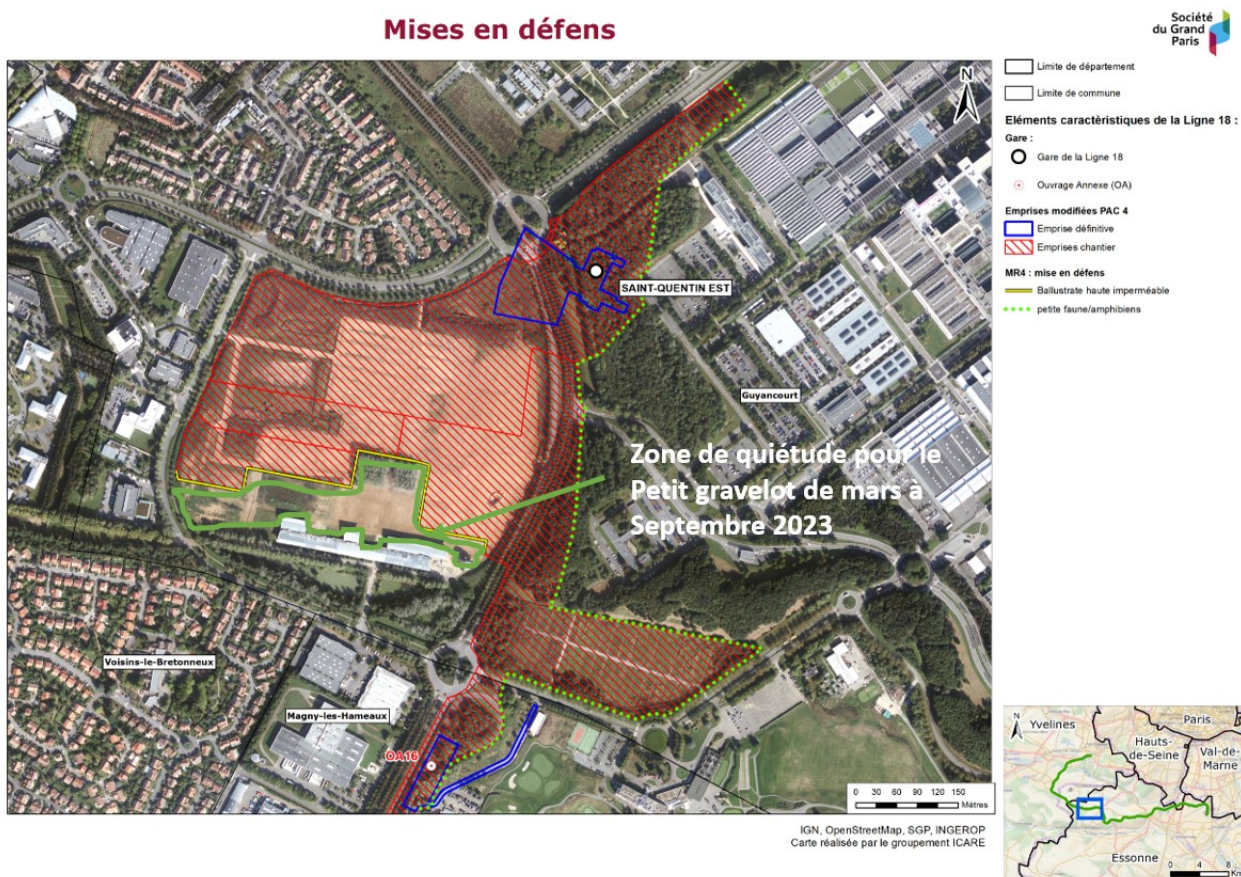 Mises en défens
Société
du Grand
Paris
N
Limite de département
Limite de commune
Eléments caractèristiques de la Ligne 18 :
Gare :
Gare de la Ligne 18
Ouvrage Annexe (OA)
Emprises modifiées PAC 4
Emprise définitive
Emprises chantier
MR4 : mise en défens
Ballustrate haute imperméable
petite faune/amphibiens
SAINT-QUENTIN EST
Guyancourt
Zone de quiétude pour le
Petit gravelot de mars à
Septembre 2023
Voisins-le-Bretonneux
Magny-les-Hameaux
OA16
0 30 60 90 120 150
Mètres
IGN, OpenStreetMap, SGP, INGEROP
Carte réalisée par le groupement ICARE
N
Yvelines
Paris
Hauts-
de-Seine
Val-de-
Marne
Essonne
0 4 8
Km